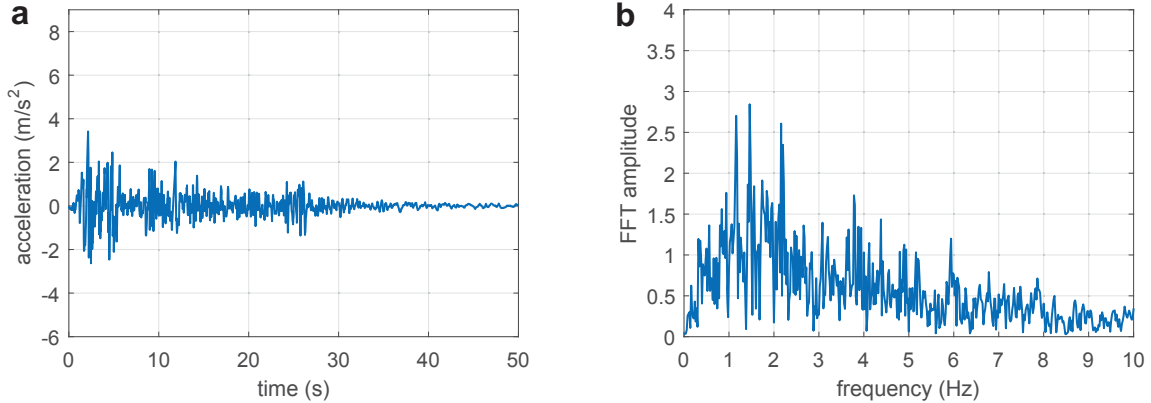 a
8
6
4
2
0
-2
-4
-6
acceleration (m/s²)
0 10 20 30 40 50
time (s)
b
4
3.5
3
2.5
2
1.5
1
0.5
0
FFT amplitude
0 1 2 3 4 5 6 7 8 9 10
frequency (Hz)